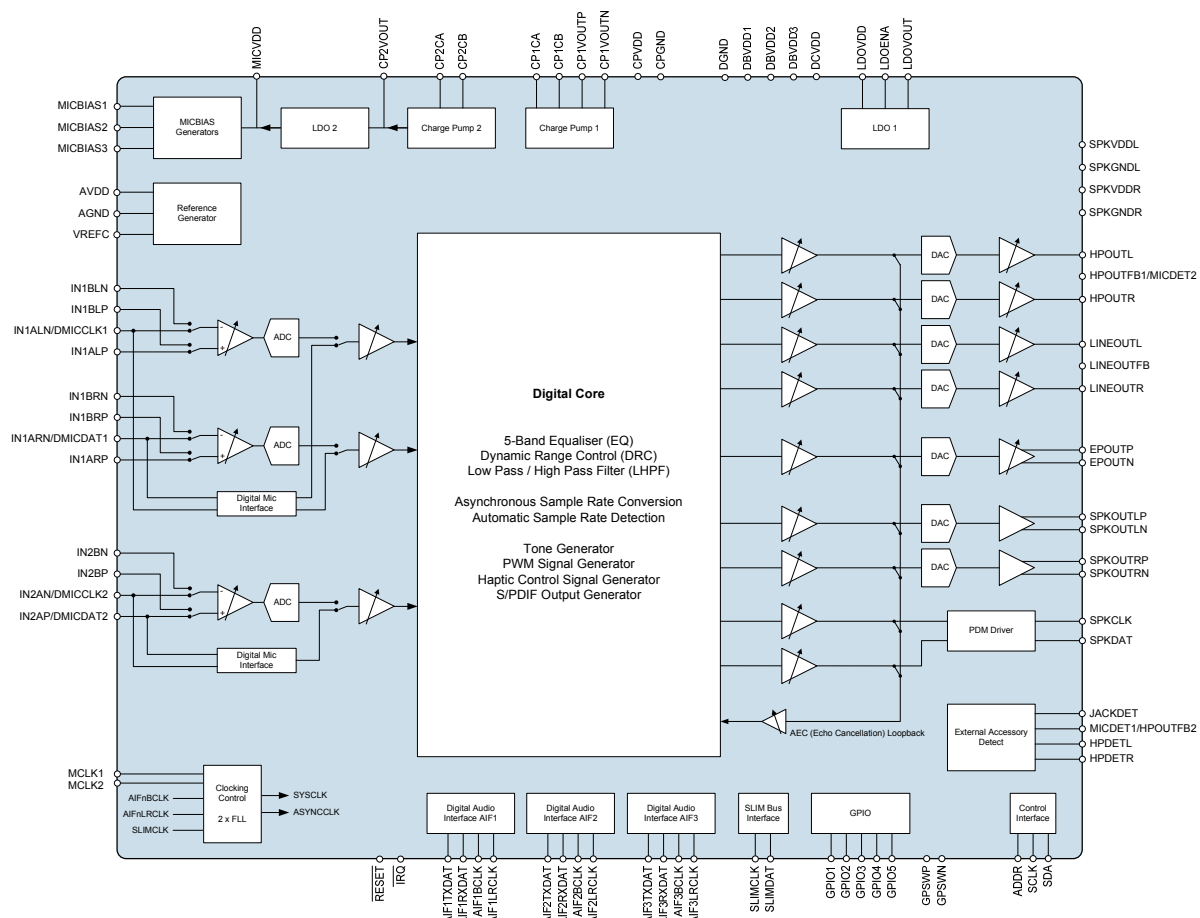 MICVDD
CP2VOUT
CP2CA
CP2CB
CP1CA
CP1CB
CP1VOUTP
CP1VOUTN
CPVDD
CPGND
DGND
DBVDD1
DBVDD2
DBVDD3
DCVDD
LDOVDD
LDOENA
LDOVOUT
MICBIAS1
MICBIAS2
MICBIAS3
MICBIAS
Generators
LDO 2
Charge Pump 2
Charge Pump 1
LDO 1
AVDD
AGND
VREFC
Reference
Generator
SPKVDDL
SPKGNDL
SPKVDDR
SPKGNDR
IN1BLN
IN1BLP
IN1ALN/DMICCLK1
IN1ALP
-
+
ADC
IN1BRN
IN1BRP
IN1ARN/DMICDAT1
IN1ARP
-
+
ADC
Digital Mic
Interface
IN2BN
IN2BP
IN2AN/DMICCLK2
IN2AP/DMICDAT2
-
+
ADC
Digital Mic
Interface
Digital Core
5-Band Equaliser (EQ)
Dynamic Range Control (DRC)
Low Pass / High Pass Filter (LHPF)
Asynchronous Sample Rate Conversion
Automatic Sample Rate Detection
Tone Generator
PWM Signal Generator
Haptic Control Signal Generator
S/PDIF Output Generator
DAC
HPOUTL
HPOUTFB1/MICDET2
DAC
HPOUTR
DAC
LINEOUTL
LINEOUTFB
DAC
LINEOUTR
DAC
EPOUTP
EPOUTN
DAC
SPKOUTLP
SPKOUTLN
DAC
SPKOUTRP
SPKOUTRN
PDM Driver
SPKCLK
SPKDAT
AEC (Echo Cancellation) Loopback
External Accessory
Detect
JACKDET
MICDET1/HPOUTFB2
HPDETL
HPDETR
MCLK1
MCLK2
AIFnBCLK
AIFnLRCLK
SLIMCLK
Clocking
Control
2 x FLL
SYSCLK
ASYNCCLK
Digital Audio
Interface AIF1
Digital Audio
Interface AIF2
Digital Audio
Interface AIF3
SLIM Bus
Interface
GPIO
Control
Interface
RESET
IRQ
AIF1TXDAT
AIF1RXDAT
AIF1BCLK
AIF1LRCLK
AIF2TXDAT
AIF2RXDAT
AIF2BCLK
AIF2LRCLK
AIF3TXDAT
AIF3RXDAT
AIF3BCLK
AIF3LRCLK
SLIMCLK
SLIMDAT
GPIO1
GPIO2
GPIO3
GPIO4
GPIO5
GPSWP
GPSWN
ADDR
SCLK
SDA